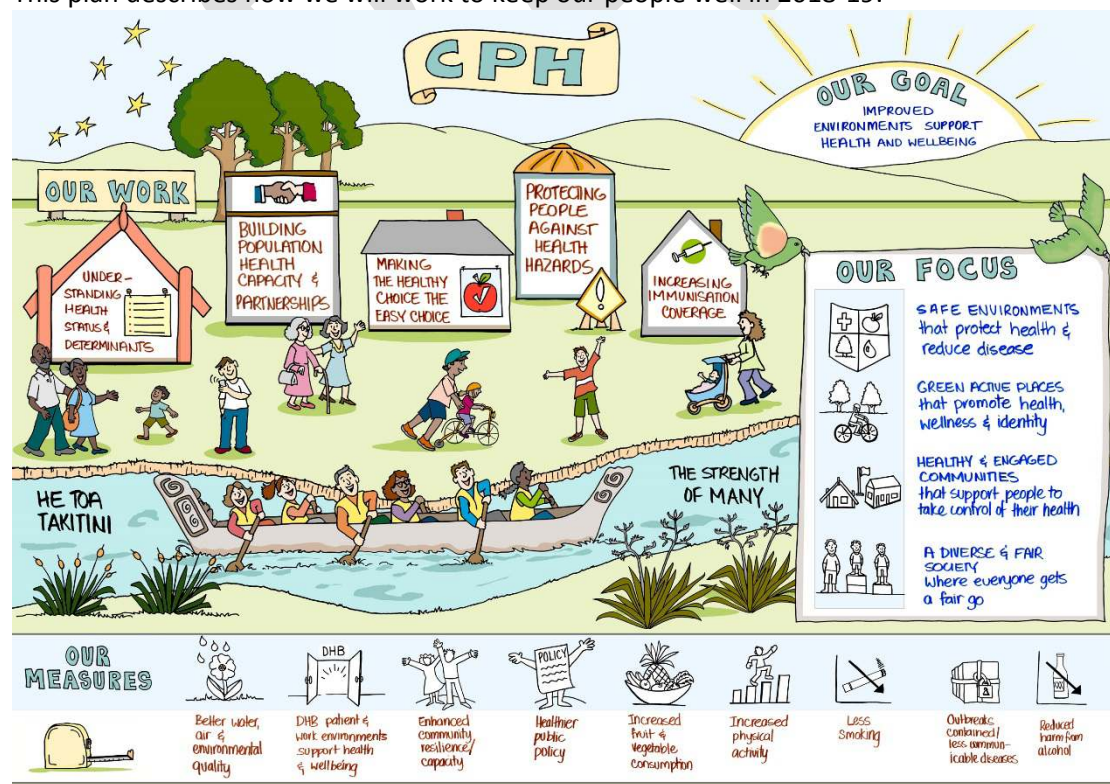 This plan describes how we will work to keep our people well in 2018-19.
CPH
OUR GOAL
IMPROVED
ENVIRONMENTS SUPPORT
HEALTH AND WELLBEING
OUR WORK
UNDER-
STANDING
HEALTH
STATUS &
DETERMINANTS
BUILDING
POPULATION
HEALTH
CAPACITY &
PARTNERSHIPS
MAKING
THE HEALTHY
CHOICE THE
EASY CHOICE
PROTECTING
PEOPLE
AGAINST
HEALTH
HAZARDS
INCREASING
IMMUNISATION
COVERAGE
OUR FOCUS
SAFE ENVIRONMENTS
that protect health &
reduce disease
GREEN ACTIVE PLACES
that promote health,
wellness & identity
HEALTHY & ENGAGED
COMMUNITIES
that support people to
take control of their health
A DIVERSE & FAIR
SOCIETY
where everyone gets
a fair go
HE TOA
TAKITINI
THE STRENGTH
OF MANY
OUR
MEASURES
Better water,
air &
environmental
quality
DHB
DHB patient &
work environments
support health
& wellbeing
Enhanced
community
resilience/
capacity
POLICY
Healthier
public
policy
Increased
fruit &
vegetable
consumption
Increased
physical
activity
Less
smoking
Outbreaks
contained/
less commun-
icable diseases
Reduced
harm from
alcohol